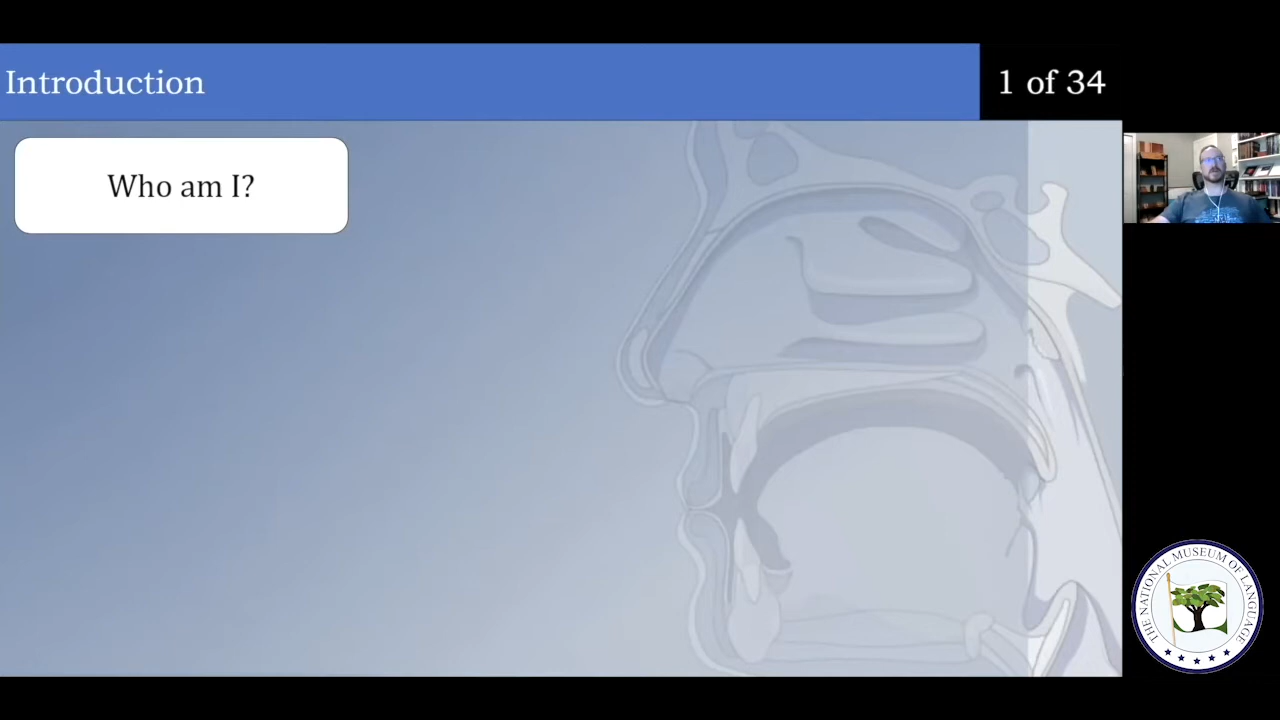 Introduction
1 of 34
Who am I?
THE NATIONAL MUSEUM OF LANGUAGE